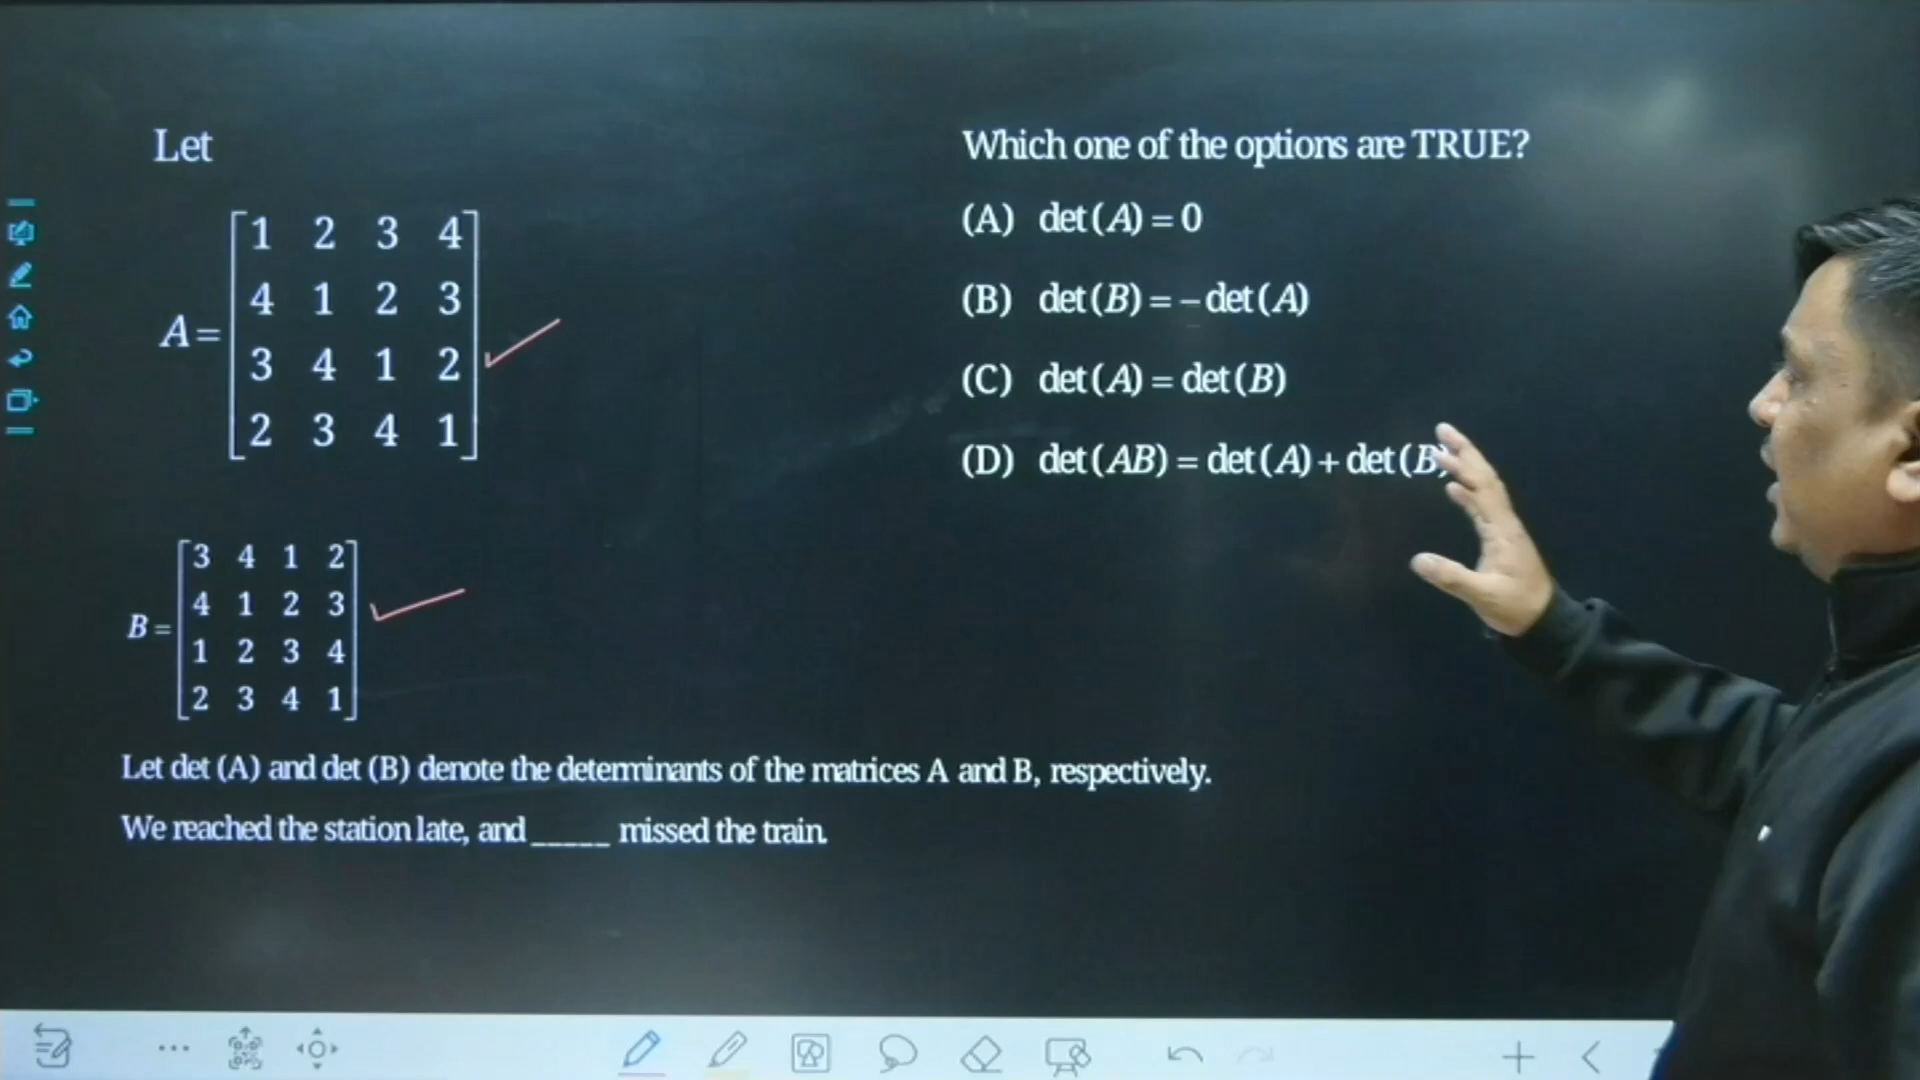 Let
A =
1 2 3 4
4 1 2 3
3 4 1 2
2 3 4 1
B =
3 4 1 2
4 1 2 3
1 2 3 4
2 3 4 1
Let det (A) and det (B) denote the determinants of the matrices A and B, respectively.
We reached the station late, and _____ missed the train.
Which one of the options are TRUE?
(A) det(A) = 0
(B) det(B) = –det(A)
(C) det(A) = det(B)
(D) det(AB) = det(A) + det(B)